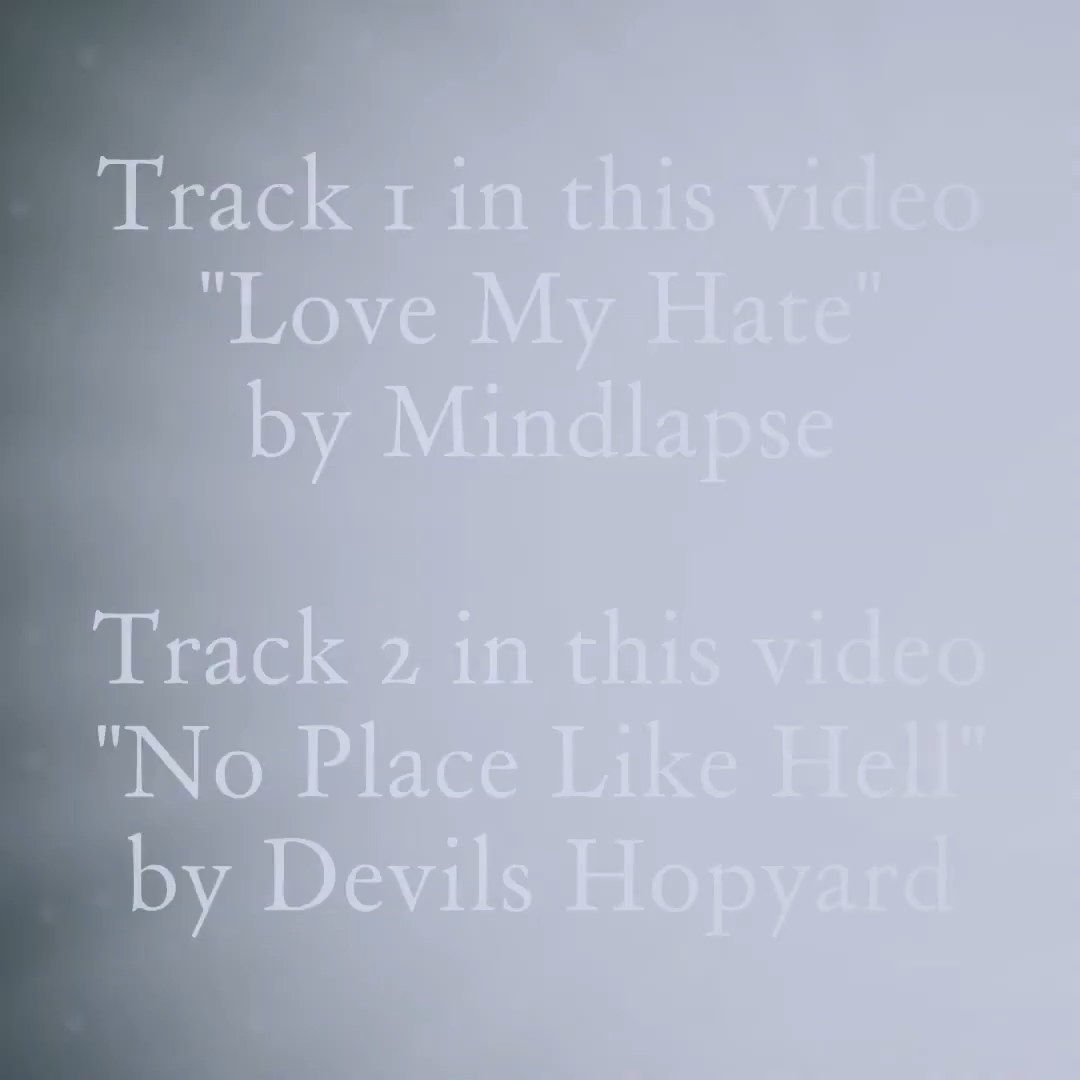 Track 1 in this video
"Love My Hate"
by Mindlapse
Track 2 in this video
"No Place Like Hell"
by Devils Hopyard